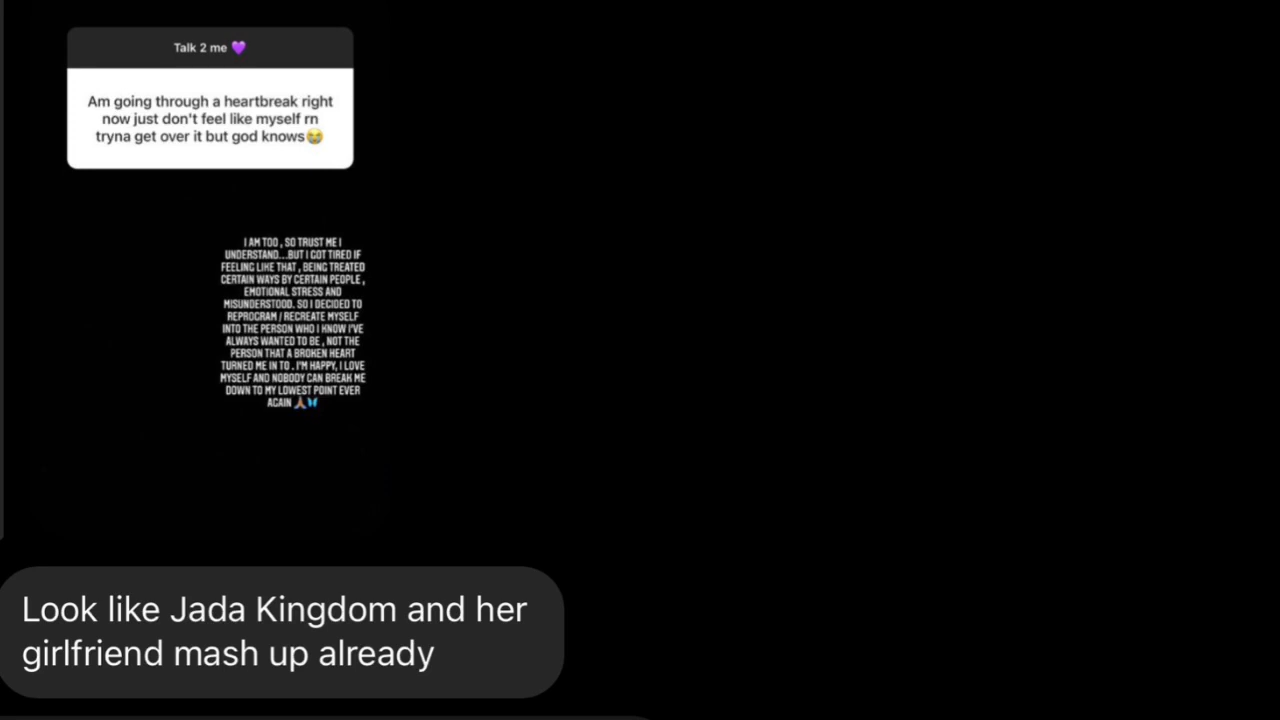 Talk 2 me 💜
Am going through a heartbreak right
now just don't feel like myself rn
tryna get over it but god knows😭
I AM TOO , SO TRUST ME I
UNDERSTAND...BUT I GOT TIRED IF
FEELING LIKE THAT , BEING TREATED
CERTAIN WAYS BY CERTAIN PEOPLE ,
EMOTIONAL STRESS AND
MISUNDERSTOOD. SO I DECIDED TO
REPROGRAM / RECREATE MYSELF
INTO THE PERSON WHO I KNOW I'VE
ALWAYS WANTED TO BE , NOT THE
PERSON THAT A BROKEN HEART
TURNED ME IN TO . I'M HAPPY, I LOVE
MYSELF AND NOBODY CAN BREAK ME
DOWN TO MY LOWEST POINT EVER
AGAIN 🙏🏽🦋
Look like Jada Kingdom and her
girlfriend mash up already